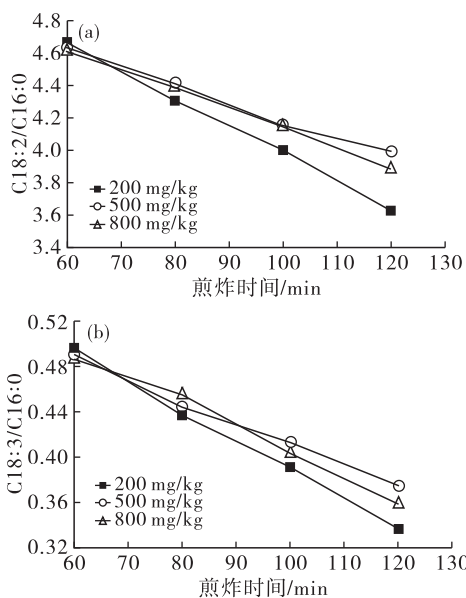 4.8
(a)
4.6
4.4
4.2
4.0
3.8
3.6
3.4
C18:2/C16:0
200 mg/kg
500 mg/kg
800 mg/kg
60 70 80 90 100 110 120 130
煎炸时间/min
0.52
(b)
0.48
0.44
0.40
0.36
0.32
C18:3/C16:0
200 mg/kg
500 mg/kg
800 mg/kg
60 70 80 90 100 110 120 130
煎炸时间/min